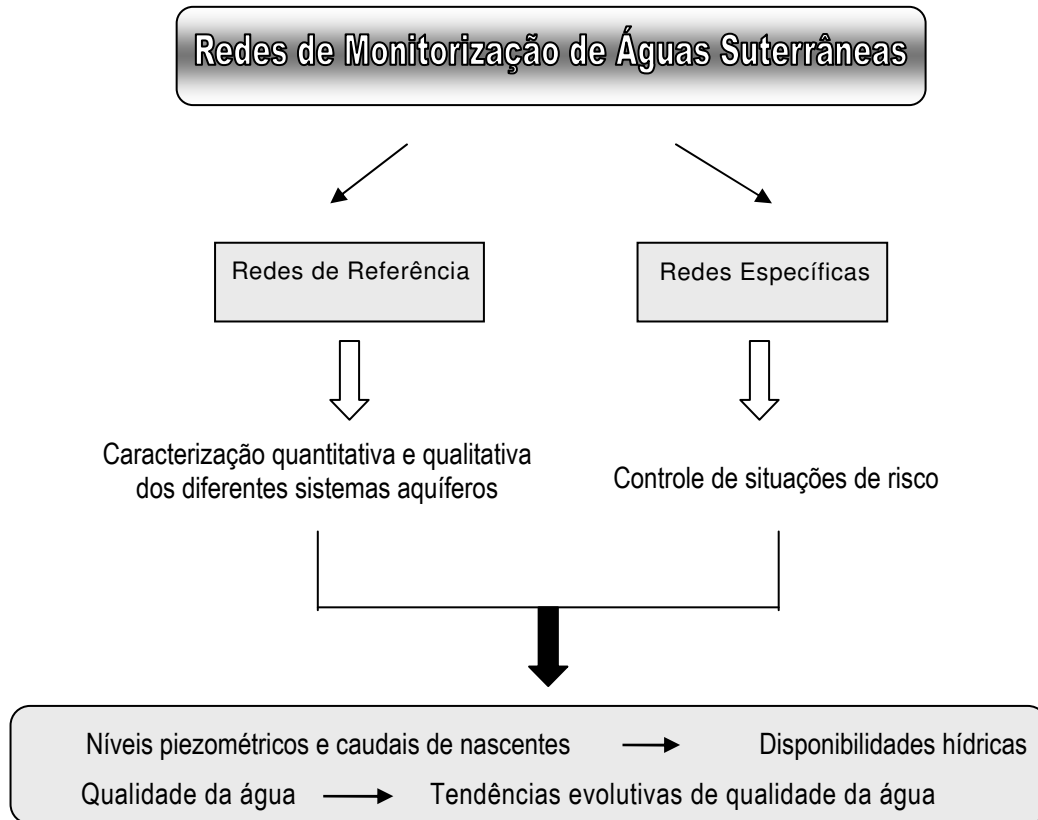 Redes de Monitorização de Águas Suterrâneas
Redes de Referência
Redes Específicas
Caracterização quantitativa e qualitativa
dos diferentes sistemas aquíferos
Controle de situações de risco
Níveis piezométricos e caudais de nascentes
Disponibilidades hídricas
Qualidade da água
Tendências evolutivas de qualidade da água